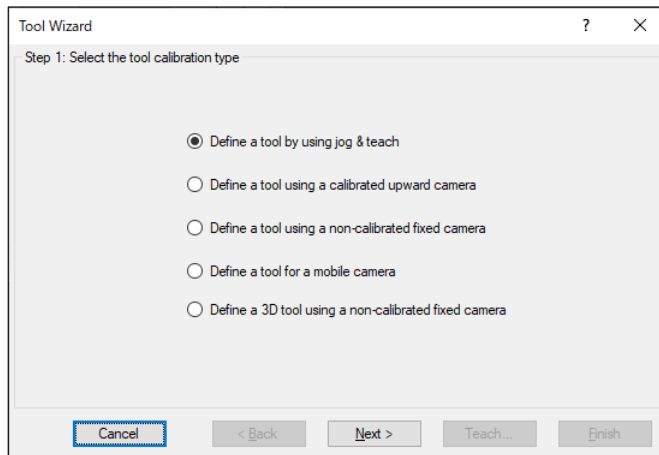 Tool Wizard
?
Step 1: Select the tool calibration type
Define a tool by using jog & teach
Define a tool using a calibrated upward camera
Define a tool using a non-calibrated fixed camera
Define a tool for a mobile camera
Define a 3D tool using a non-calibrated fixed camera
Cancel < Back Next > Teach... Finish